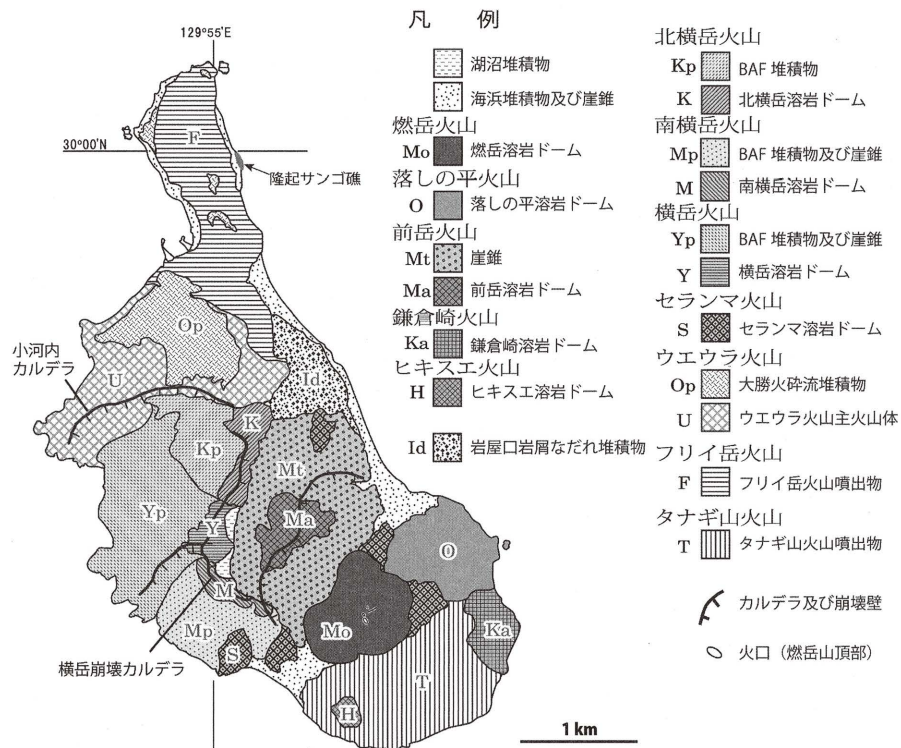 凡 例
129°55'E
30°00'N
隆起サンゴ礁
小河内
カルデラ
横岳崩壊カルデラ
F
Op
U
Id
K
Kp
Mt
Yp
Ma
Y
O
M
Mp
Mo
Ka
S
T
H
湖沼堆積物
海浜堆積物及び崖錐
燃岳火山
Mo 燃岳溶岩ドーム
落しの平火山
O 落しの平溶岩ドーム
前岳火山
Mt 崖錐
Ma 前岳溶岩ドーム
鎌倉崎火山
Ka 鎌倉崎溶岩ドーム
ヒキスエ火山
H ヒキスエ溶岩ドーム
Id 岩屋口岩屑なだれ堆積物
北横岳火山
Kp BAF 堆積物
K 北横岳溶岩ドーム
南横岳火山
Mp BAF 堆積物及び崖錐
M 南横岳溶岩ドーム
横岳火山
Yp BAF 堆積物及び崖錐
Y 横岳溶岩ドーム
セランマ火山
S セランマ溶岩ドーム
ウエウラ火山
Op 大勝火砕流堆積物
U ウエウラ火山主火山体
フリイ岳火山
F フリイ岳火山噴出物
タナギ山火山
T タナギ山火山噴出物
カルデラ及び崩壊壁
火口（燃岳山頂部）
1 km